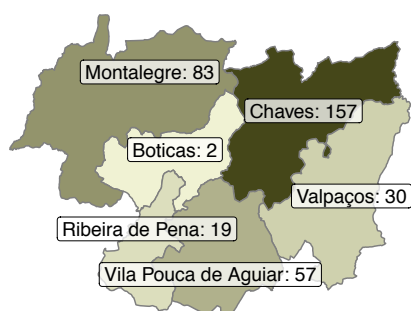 Montalegre: 83
Chaves: 157
Boticas: 2
Valpaços: 30
Ribeira de Pena: 19
Vila Pouca de Aguiar: 57